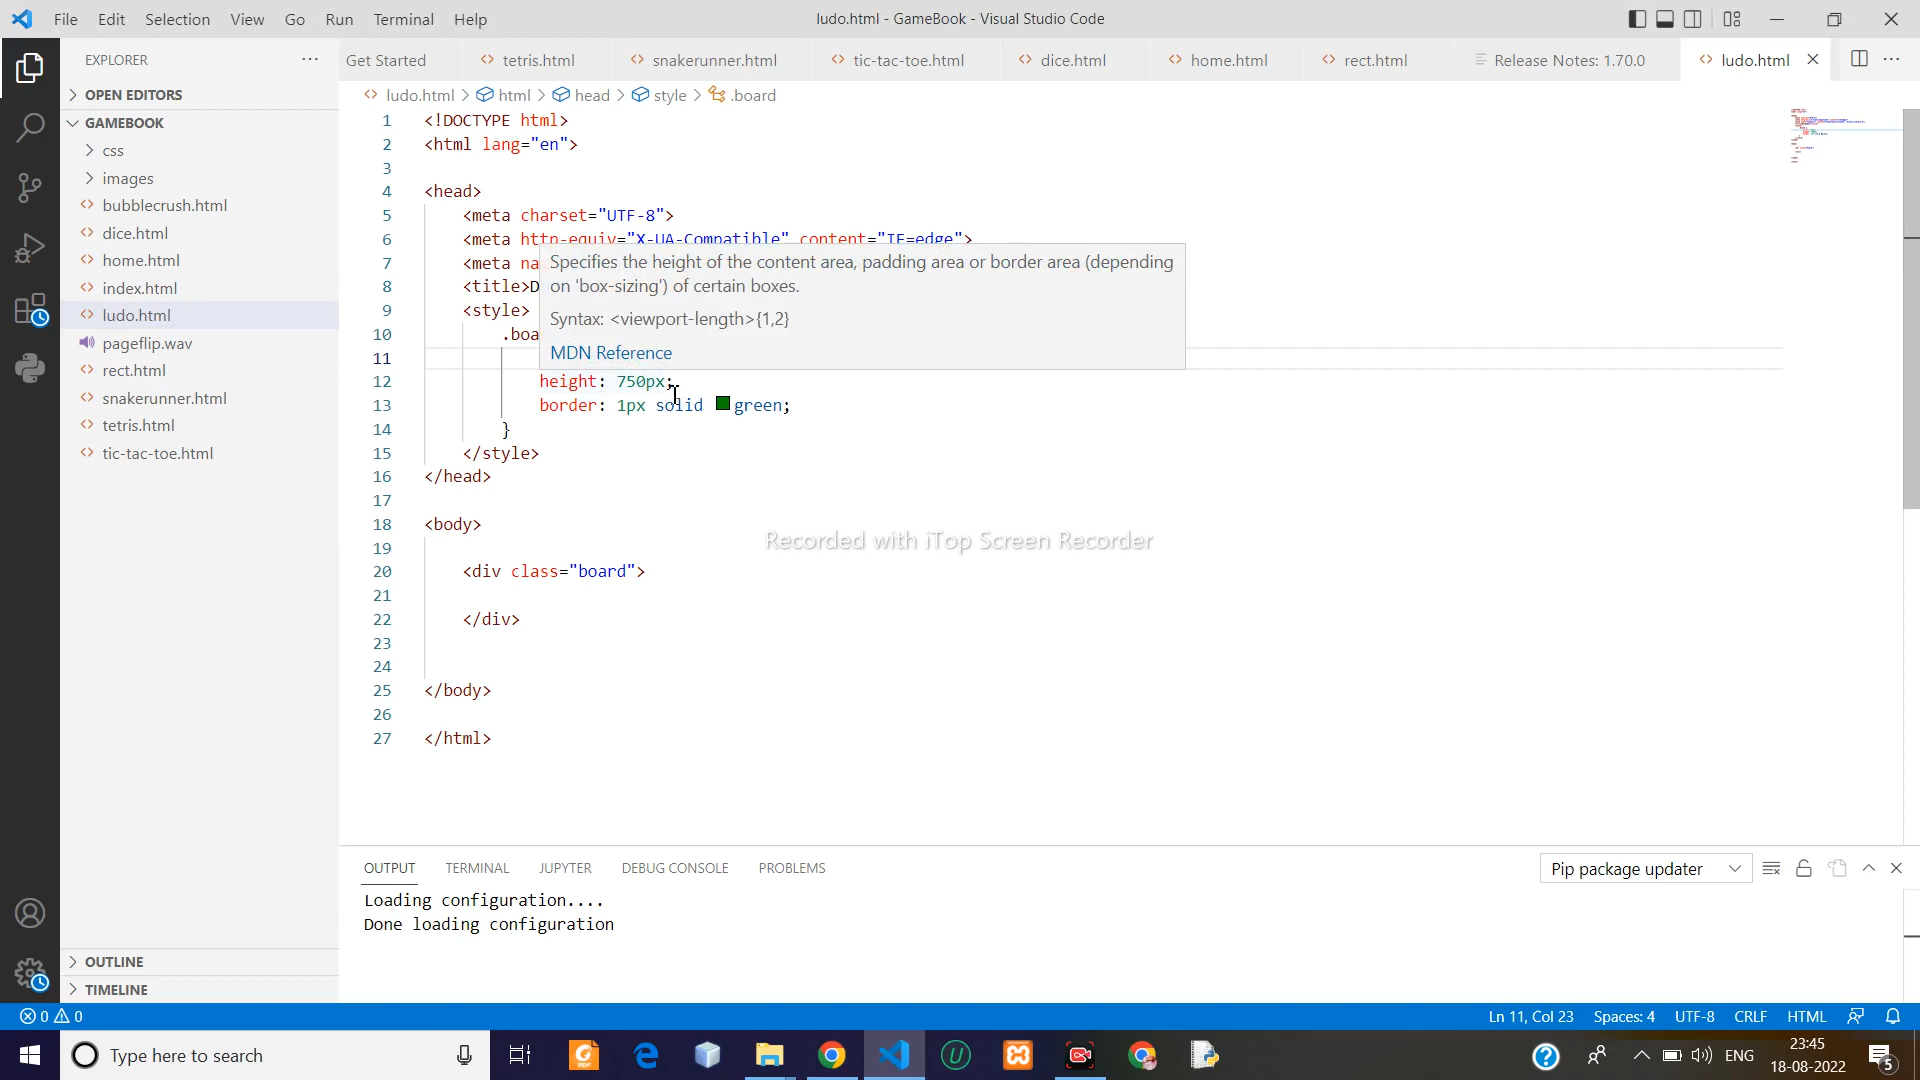 File Edit Selection View Go Run Terminal Help
ludo.html - GameBook - Visual Studio Code
EXPLORER
Get Started tetris.html snakerunner.html tic-tac-toe.html dice.html home.html rect.html Release Notes: 1.70.0 ludo.html
OPEN EDITORS
GAMEBOOK
css
images
bubblecrush.html
dice.html
home.html
index.html
ludo.html
pageflip.wav
rect.html
snakerunner.html
tetris.html
tic-tac-toe.html
OUTLINE
TIMELINE
ludo.html > html > head > style > .board
1 <!DOCTYPE html>
2 <html lang="en">
3
4 <head>
5 <meta charset="UTF-8">
6 <meta http-equiv="X-UA-Compatible" content="IE=edge">
7 <meta na
8 <title>D
9 <style>
10 .boa
11
12 height: 750px;
13 border: 1px solid green;
14 }
15 </style>
16 </head>
17
18 <body>
19
20 <div class="board">
21
22 </div>
23
24
25 </body>
26
27 </html>
Specifies the height of the content area, padding area or border area (depending
on 'box-sizing') of certain boxes.
Syntax: <viewport-length>{1,2}
MDN Reference
Recorded with iTop Screen Recorder
OUTPUT TERMINAL JUPYTER DEBUG CONSOLE PROBLEMS
Pip package updater
Loading configuration....
Done loading configuration
0 0
Ln 11, Col 23 Spaces: 4 UTF-8 CRLF HTML
Type here to search
ENG
23:45
18-08-2022
5